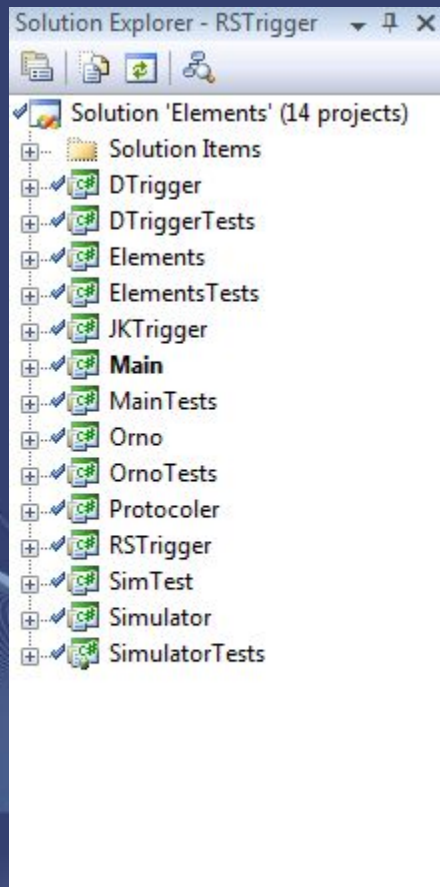 Solution Explorer - RSTrigger
Solution 'Elements' (14 projects)
Solution Items
C# DTrigger
C# DTriggerTests
C# Elements
C# ElementsTests
C# JKTrigger
C# Main
C# MainTests
C# Orno
C# OrnoTests
C# Protocoler
C# RSTrigger
C# SimTest
C# Simulator
C# SimulatorTests